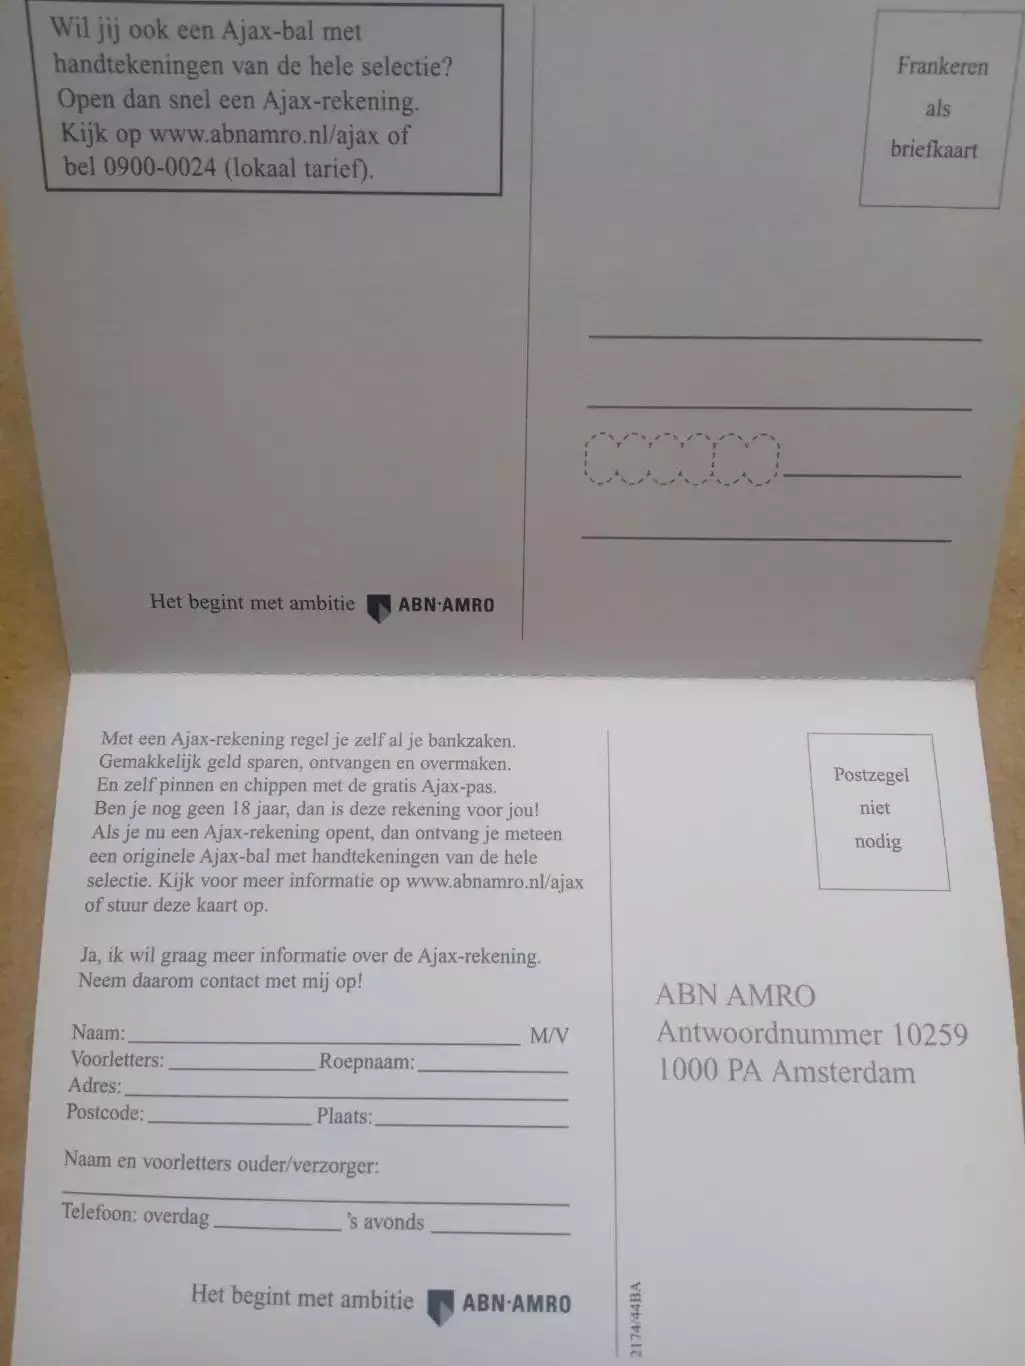 Wil jij ook een Ajax-bal met
handtekeningen van de hele selectie?
Open dan snel een Ajax-rekening.
Kijk op www.abnamro.nl/ajax of
bel 0900-0024 (lokaal tarief).
Frankeren
als
briefkaart
Het begint met ambitie ABN·AMRO
Met een Ajax-rekening regel je zelf al je bankzaken.
Gemakkelijk geld sparen, ontvangen en overmaken.
En zelf pinnen en chippen met de gratis Ajax-pas.
Ben je nog geen 18 jaar, dan is deze rekening voor jou!
Als je nu een Ajax-rekening opent, dan ontvang je meteen
een originele Ajax-bal met handtekeningen van de hele
selectie. Kijk voor meer informatie op www.abnamro.nl/ajax
of stuur deze kaart op.
Ja, ik wil graag meer informatie over de Ajax-rekening.
Neem daarom contact met mij op!
Naam: M/V
Voorletters: Roepnaam:
Adres:
Postcode: Plaats:
Naam en voorletters ouder/verzorger:
Telefoon: overdag 's avonds
Het begint met ambitie ABN·AMRO
Postzegel
niet
nodig
ABN AMRO
Antwoordnummer 10259
1000 PA Amsterdam
2174/44BA